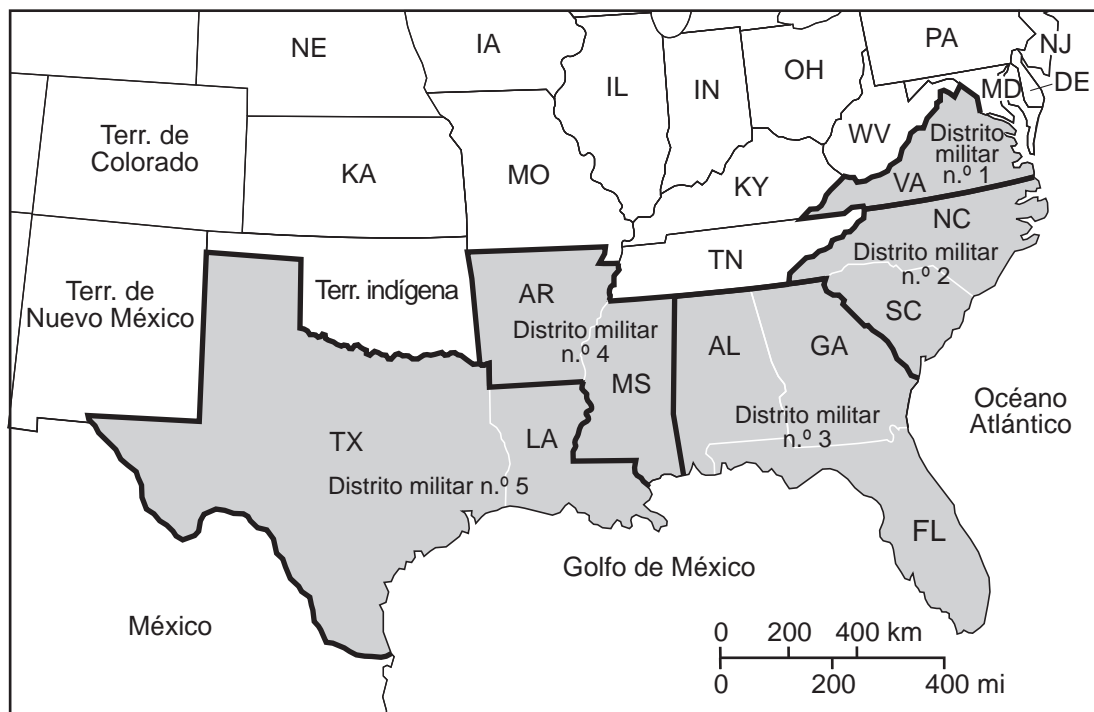 NE
IA
IL
IN
OH
PA
NJ
MD
DE
Terr. de
Colorado
KA
MO
KY
WV
VA
Distrito
militar
n.º 1
NC
Distrito militar
n.º 2
SC
TN
Terr. de
Nuevo México
Terr. indígena
AR
Distrito militar
n.º 4
MS
AL
GA
Distrito militar
n.º 3
Océano
Atlántico
TX
LA
Distrito militar n.º 5
FL
Golfo de México
México
0 200 400 km
0 200 400 mi